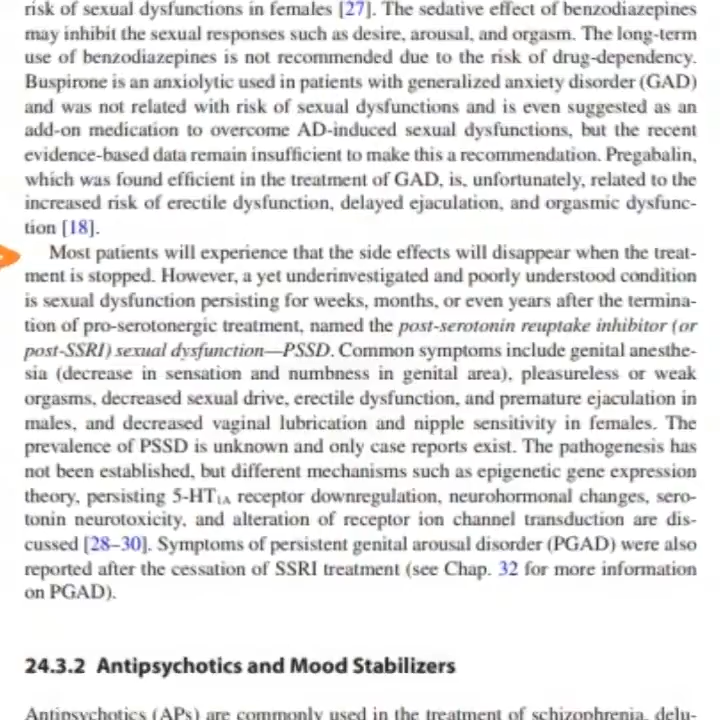 risk of sexual dysfunctions in females [27]. The sedative effect of benzodiazepines
may inhibit the sexual responses such as desire, arousal, and orgasm. The long-term
use of benzodiazepines is not recommended due to the risk of drug-dependency.
Buspirone is an anxiolytic used in patients with generalized anxiety disorder (GAD)
and was not related with risk of sexual dysfunctions and is even suggested as an
add-on medication to overcome AD-induced sexual dysfunctions, but the recent
evidence-based data remain insufficient to make this a recommendation. Pregabalin,
which was found efficient in the treatment of GAD, is, unfortunately, related to the
increased risk of erectile dysfunction, delayed ejaculation, and orgasmic dysfunc-
tion [18].
Most patients will experience that the side effects will disappear when the treat-
ment is stopped. However, a yet underinvestigated and poorly understood condition
is sexual dysfunction persisting for weeks, months, or even years after the termina-
tion of pro-serotonergic treatment, named the post-serotonin reuptake inhibitor (or
post-SSRI) sexual dysfunction—PSSD. Common symptoms include genital anesthe-
sia (decrease in sensation and numbness in genital area), pleasureless or weak
orgasms, decreased sexual drive, erectile dysfunction, and premature ejaculation in
males, and decreased vaginal lubrication and nipple sensitivity in females. The
prevalence of PSSD is unknown and only case reports exist. The pathogenesis has
not been established, but different mechanisms such as epigenetic gene expression
theory, persisting 5-HT1A receptor downregulation, neurohormonal changes, sero-
tonin neurotoxicity, and alteration of receptor ion channel transduction are dis-
cussed [28–30]. Symptoms of persistent genital arousal disorder (PGAD) were also
reported after the cessation of SSRI treatment (see Chap. 32 for more information
on PGAD).
24.3.2 Antipsychotics and Mood Stabilizers
Antipsychotics (APs) are commonly used in the treatment of schizophrenia, delu-